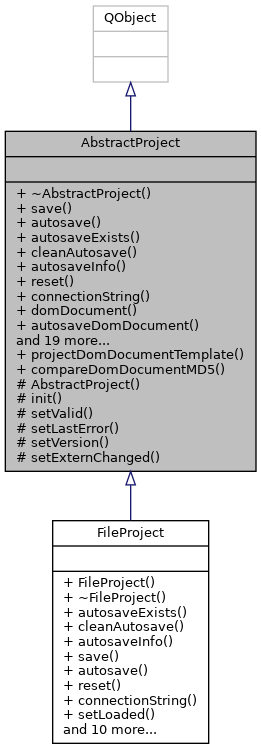 QObject
AbstractProject
+ ~AbstractProject()
+ save()
+ autosave()
+ autosaveExists()
+ cleanAutosave()
+ autosaveInfo()
+ reset()
+ connectionString()
+ domDocument()
+ autosaveDomDocument()
and 19 more...
+ projectDomDocumentTemplate()
+ compareDomDocumentMD5()
# AbstractProject()
# init()
# setValid()
# setLastError()
# setVersion()
# setExternChanged()
FileProject
+ FileProject()
+ ~FileProject()
+ autosaveExists()
+ cleanAutosave()
+ autosaveInfo()
+ save()
+ autosave()
+ reset()
+ connectionString()
+ setLoaded()
and 10 more...